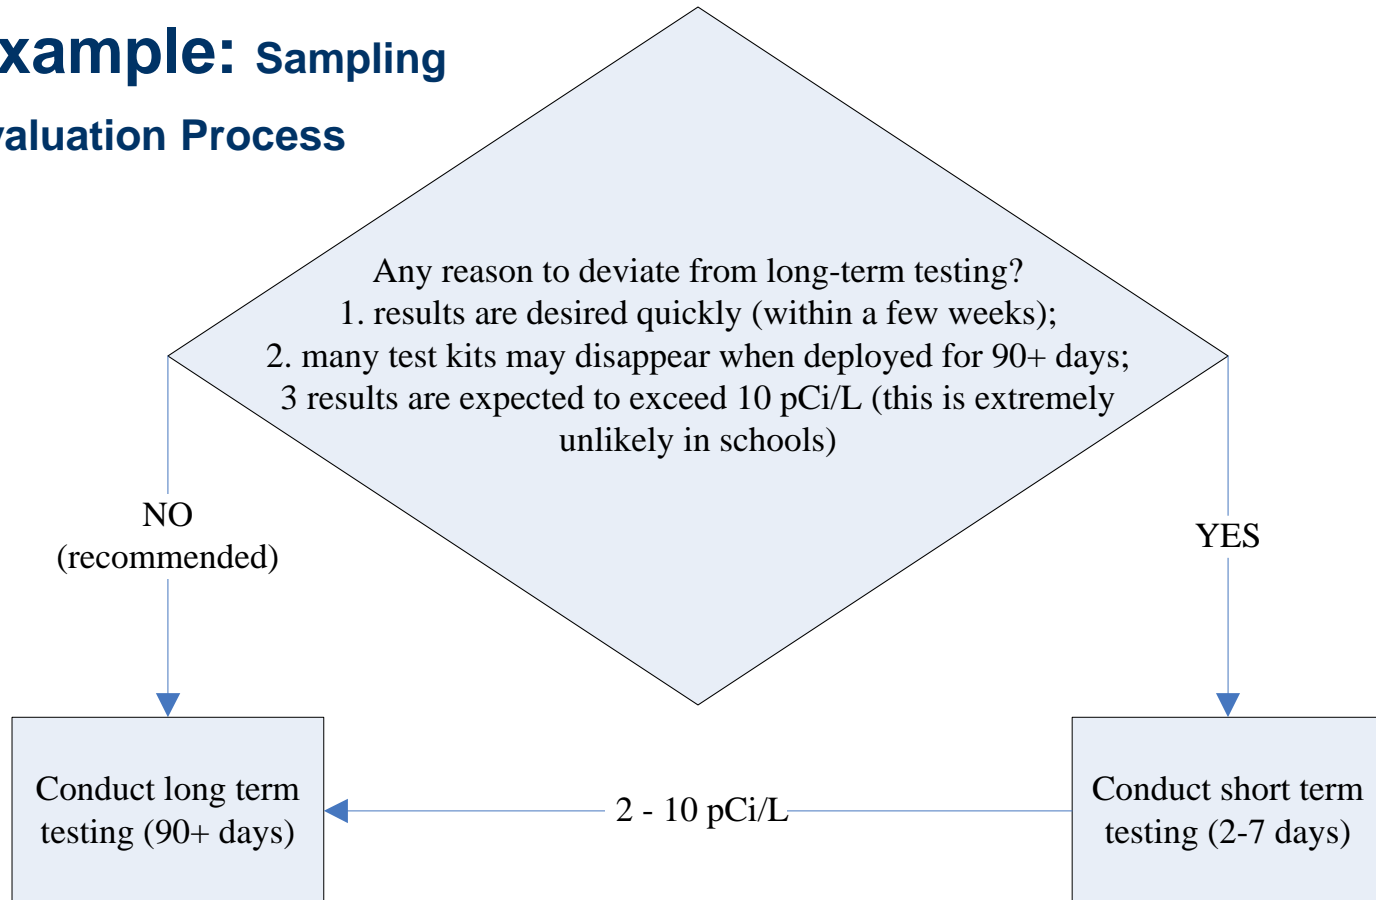 xample: Sampling
valuation Process
Any reason to deviate from long-term testing?
1. results are desired quickly (within a few weeks);
2. many test kits may disappear when deployed for 90+ days;
3 results are expected to exceed 10 pCi/L (this is extremely
unlikely in schools)
NO
(recommended)
YES
Conduct long term
testing (90+ days)
2 - 10 pCi/L
Conduct short term
testing (2-7 days)